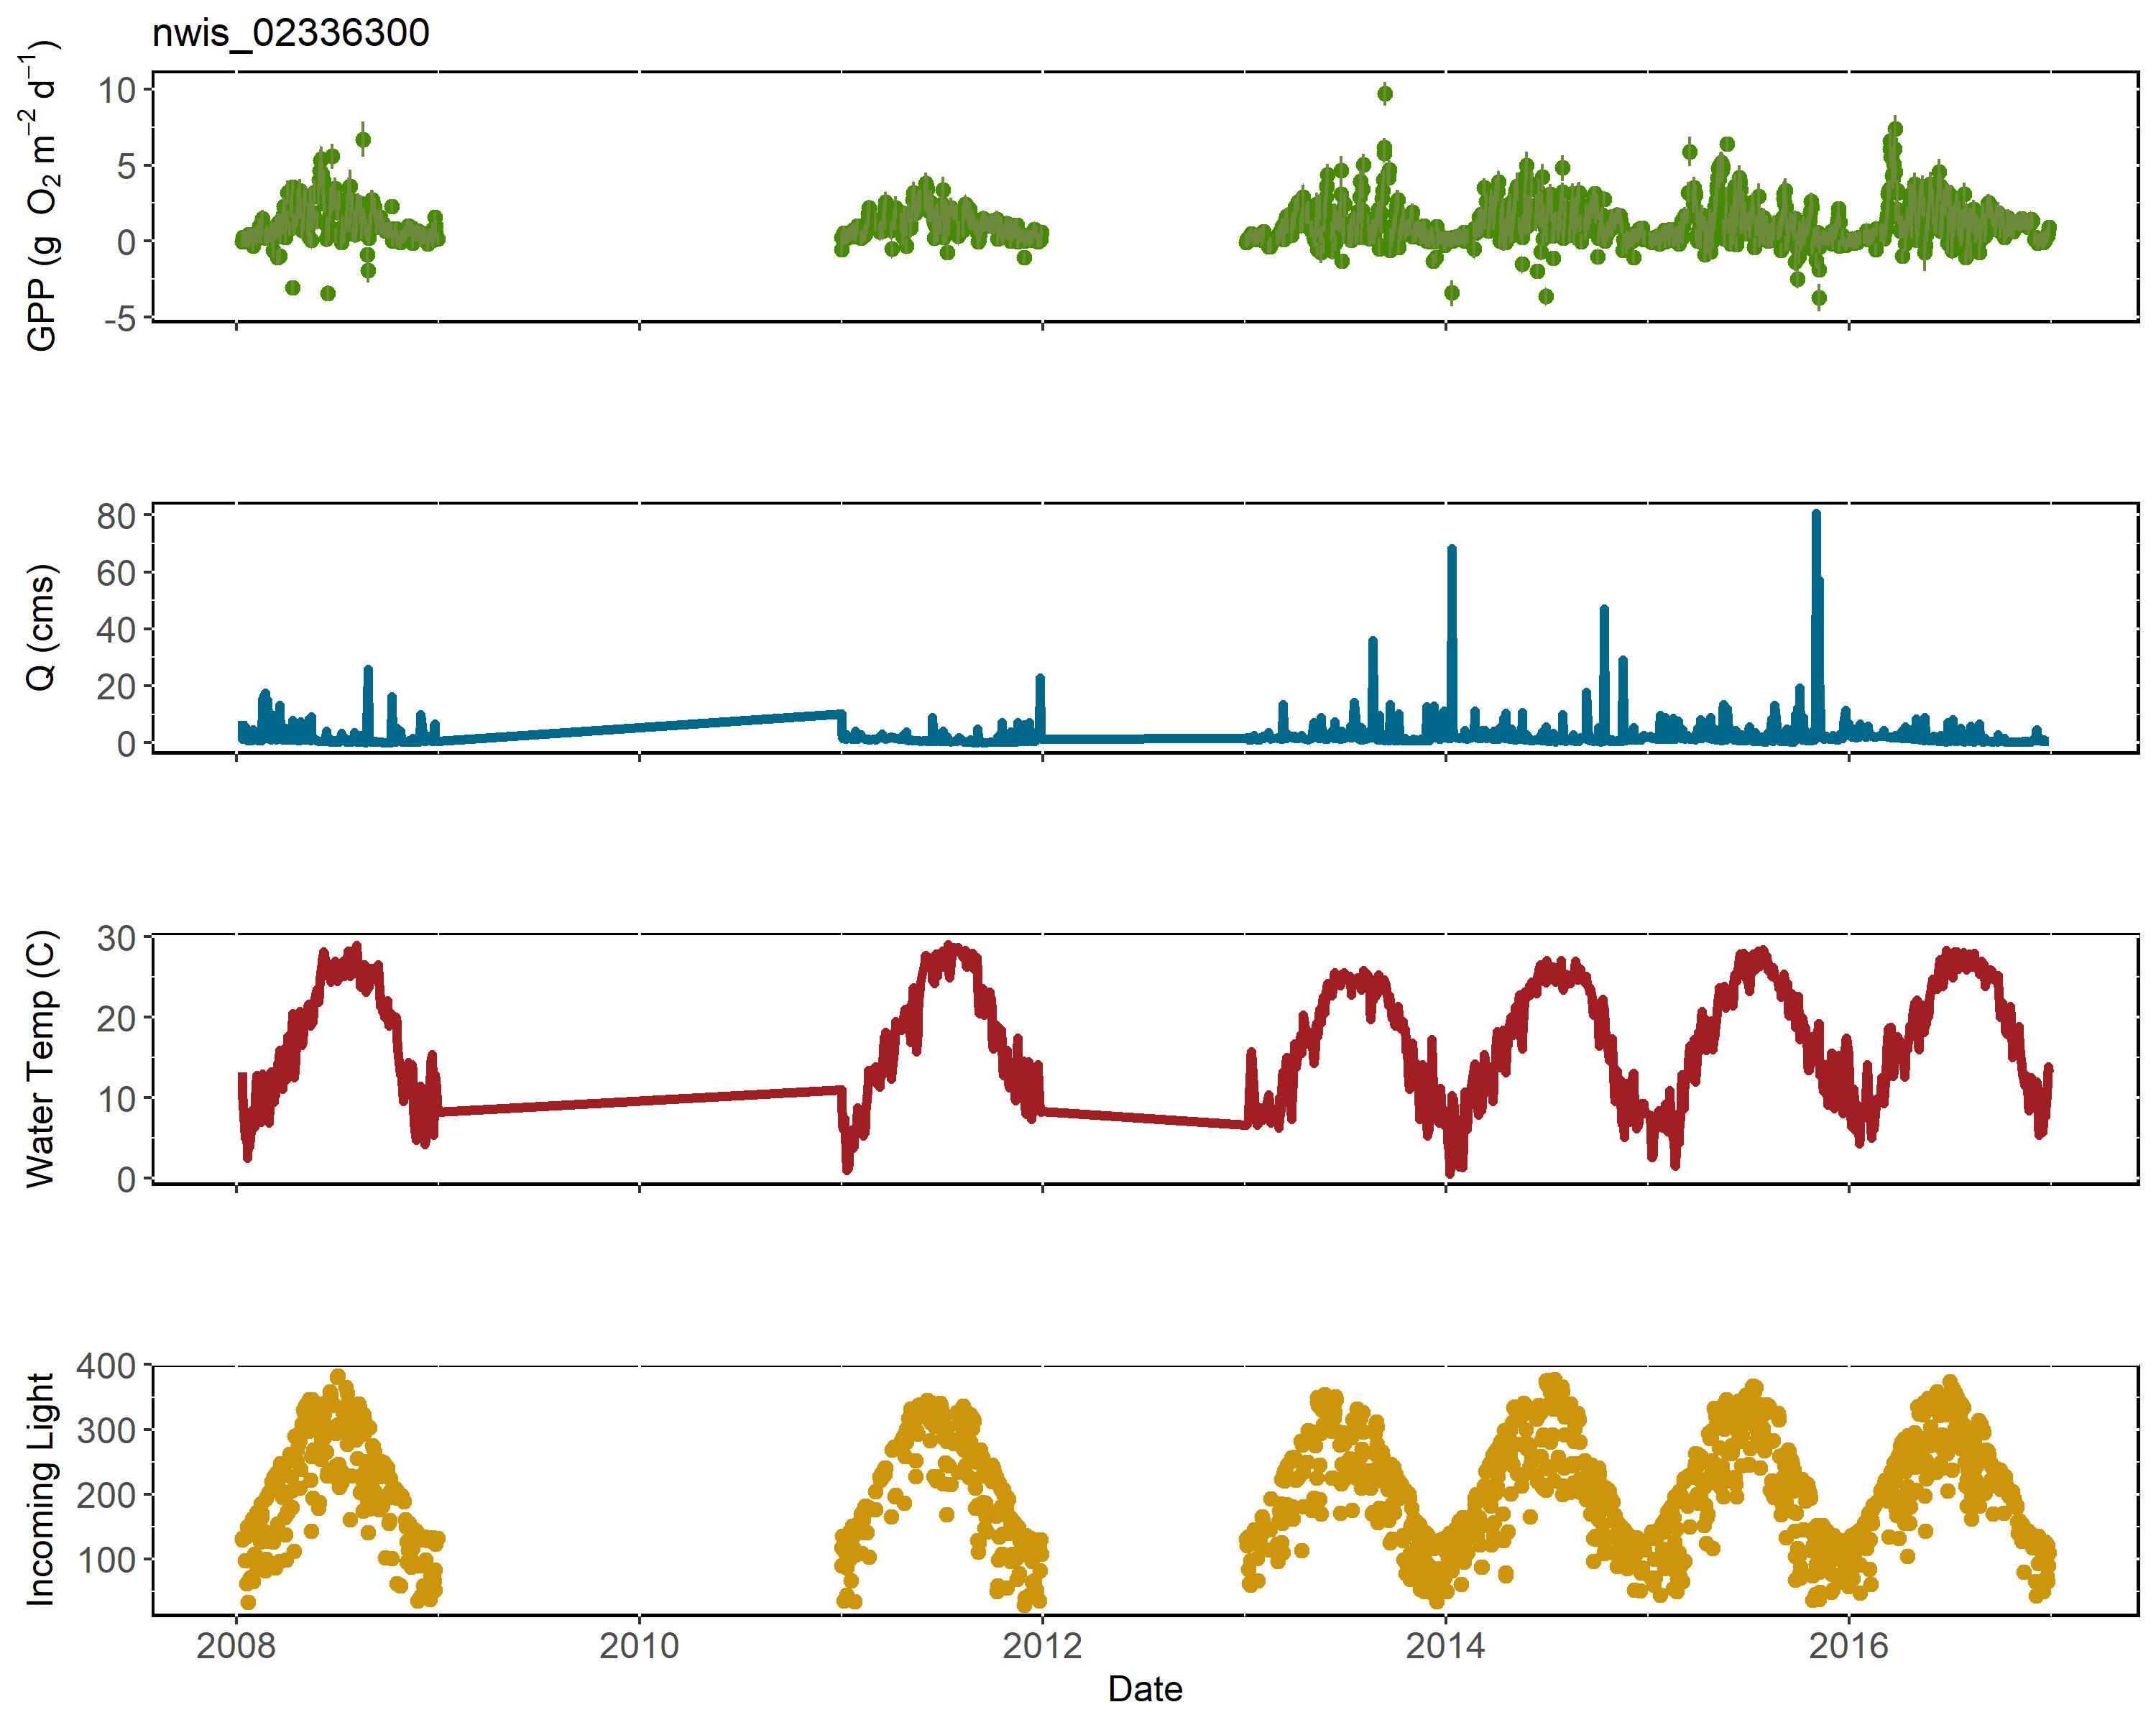 nwis_02336300
GPP (g O₂ m⁻² d⁻¹)
10
5
0
-5
Q (cms)
80
60
40
20
0
Water Temp (C)
30
20
10
0
Incoming Light
400
300
200
100
2008 2010 2012 2014 2016
Date